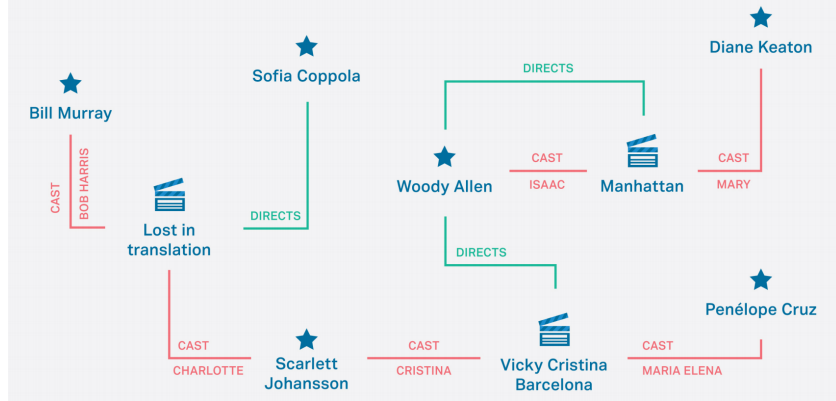 Diane Keaton
DIRECTS
Sofia Coppola
Bill Murray
CAST
ISAAC
CAST
MARY
Woody Allen
Manhattan
CAST
BOB HARRIS
DIRECTS
Lost in
translation
DIRECTS
Penélope Cruz
CAST
CHARLOTTE
Scarlett
Johansson
CAST
CRISTINA
Vicky Cristina
Barcelona
CAST
MARIA ELENA